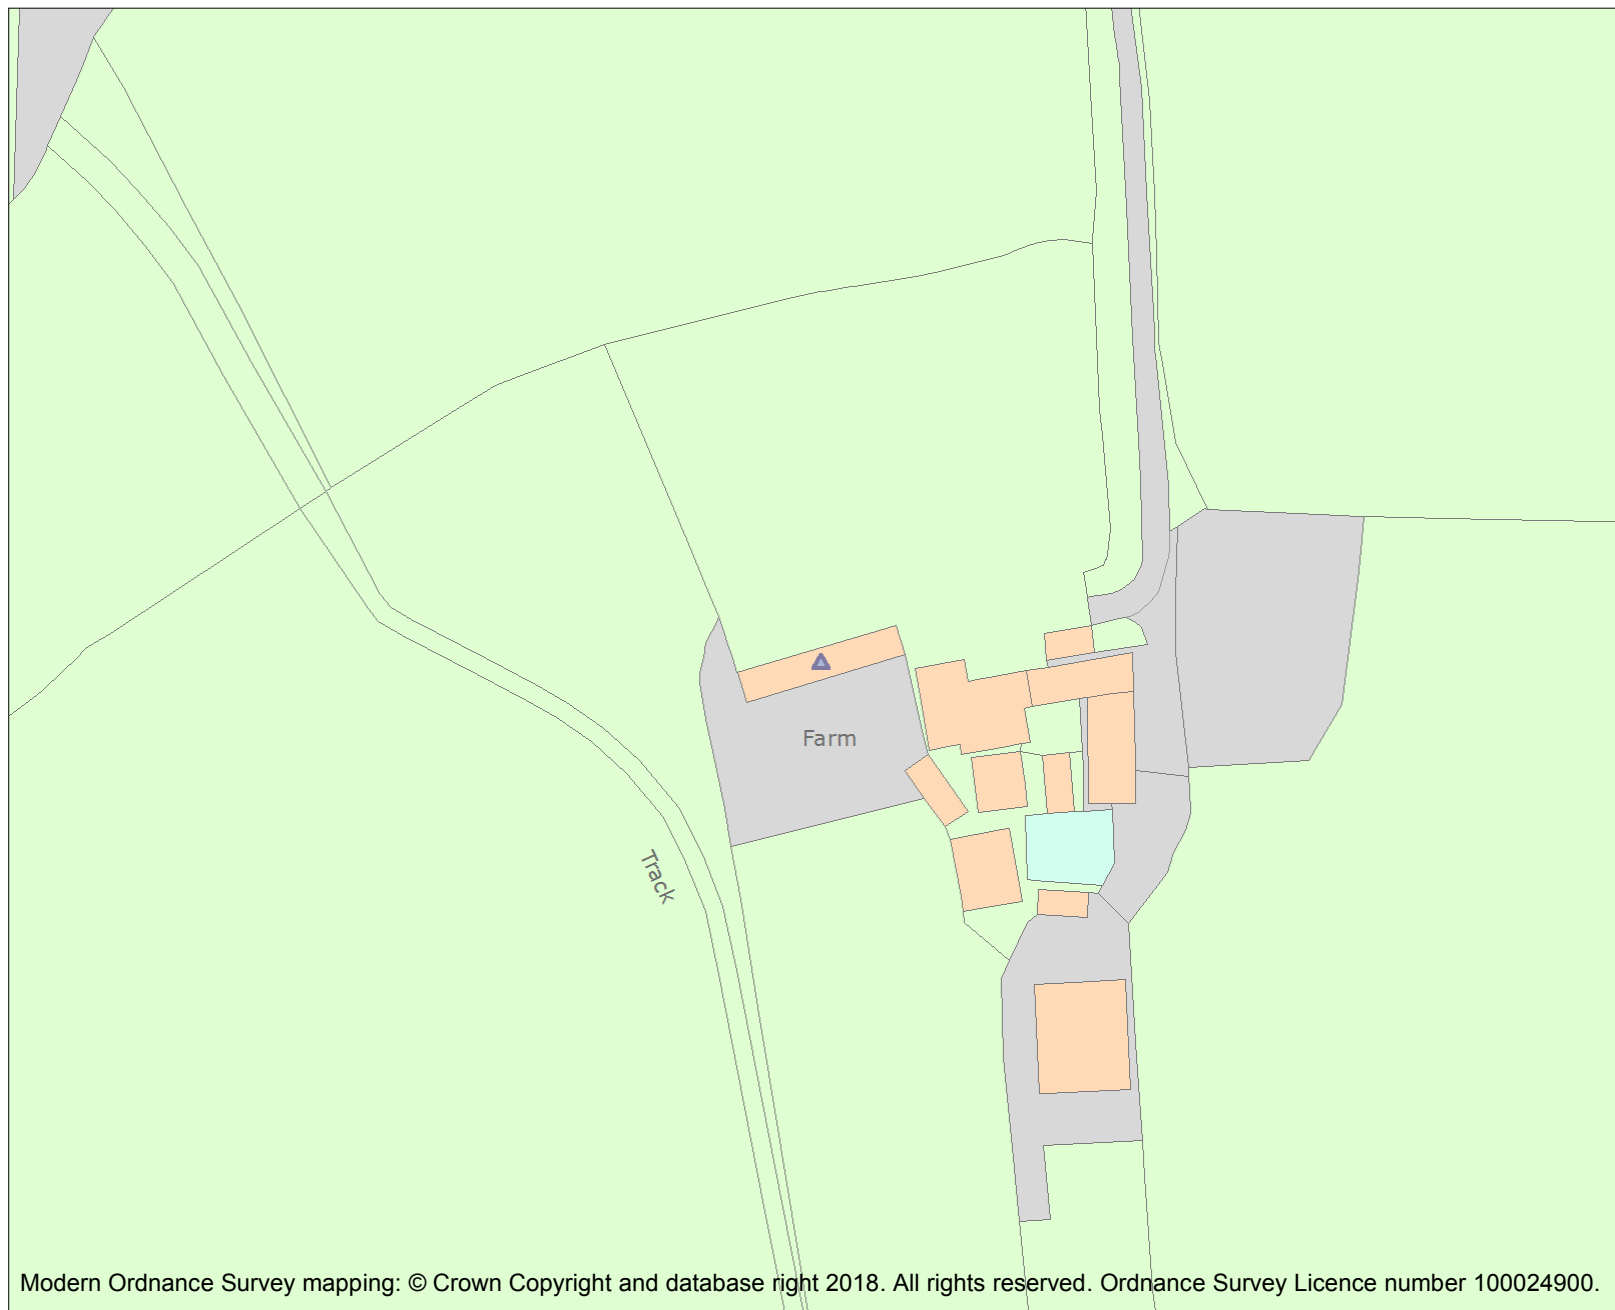 Farm
Track
Modern Ordnance Survey mapping: © Crown Copyright and database right 2018. All rights reserved. Ordnance Survey Licence number 100024900.